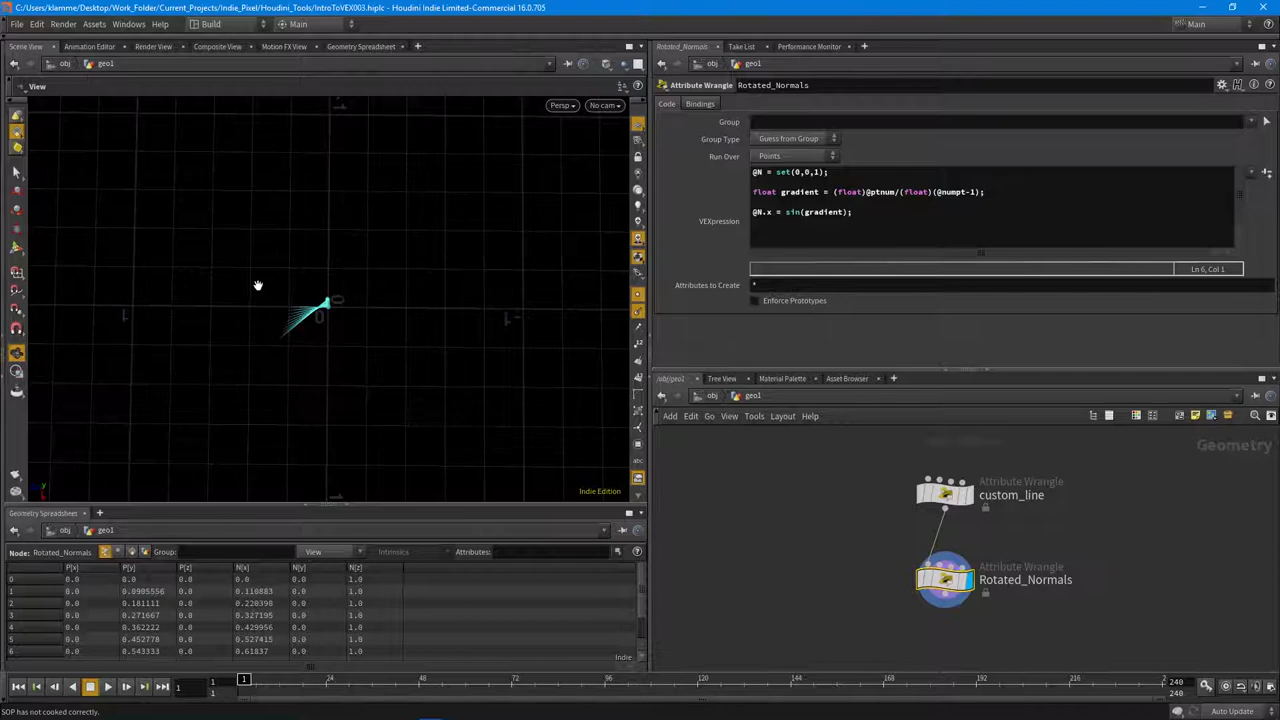 klamme/Desktop/Work_Folder/Current_Projects/Indie_Pixel/Houdini_Tools/IntroToVEX003.hiplc - Houdini Indie Limited-Commercial 16.0.705
File Edit Render Assets Windows Help Build Main Main
Scene View Animation Editor Render View Composite View Motion FX View Geometry Spreadsheet
Rotated_Normals Take List Performance Monitor
obj geo1
obj geo1
View
Attribute Wrangle Rotated_Normals
Persp No cam
Code Bindings
Group
Group Type Guess from Group
Run Over Points
VEXpression
@N = set(0,0,1);
float gradient = (float)@ptnum/(float)(@numpt-1);
@N.x = sin(gradient);
Ln 6, Col 1
Attributes to Create *
Enforce Prototypes
1 0 0 -1
Indie Edition
/obj/geo1 Tree View Material Palette Asset Browser
obj geo1
Add Edit Go View Tools Layout Help
Geometry
Attribute Wrangle
custom_line
Attribute Wrangle
Rotated_Normals
Geometry Spreadsheet
obj geo1
Node: Rotated_Normals Group: View Intrinsics Attributes:
P[x] P[y] P[z] N[x] N[y] N[z]
0 0.0 0.0 0.0 0.0 0.0 1.0
1 0.0 0.0905556 0.0 0.110883 0.0 1.0
2 0.0 0.181111 0.0 0.220398 0.0 1.0
3 0.0 0.271667 0.0 0.327195 0.0 1.0
4 0.0 0.362222 0.0 0.429956 0.0 1.0
5 0.0 0.452778 0.0 0.527415 0.0 1.0
6 0.0 0.543333 0.0 0.61837 0.0 1.0
Indie
1 1 1 1 24 48 72 96 120 144 168 192 216 240 240
SOP has not cooked correctly.
Auto Update